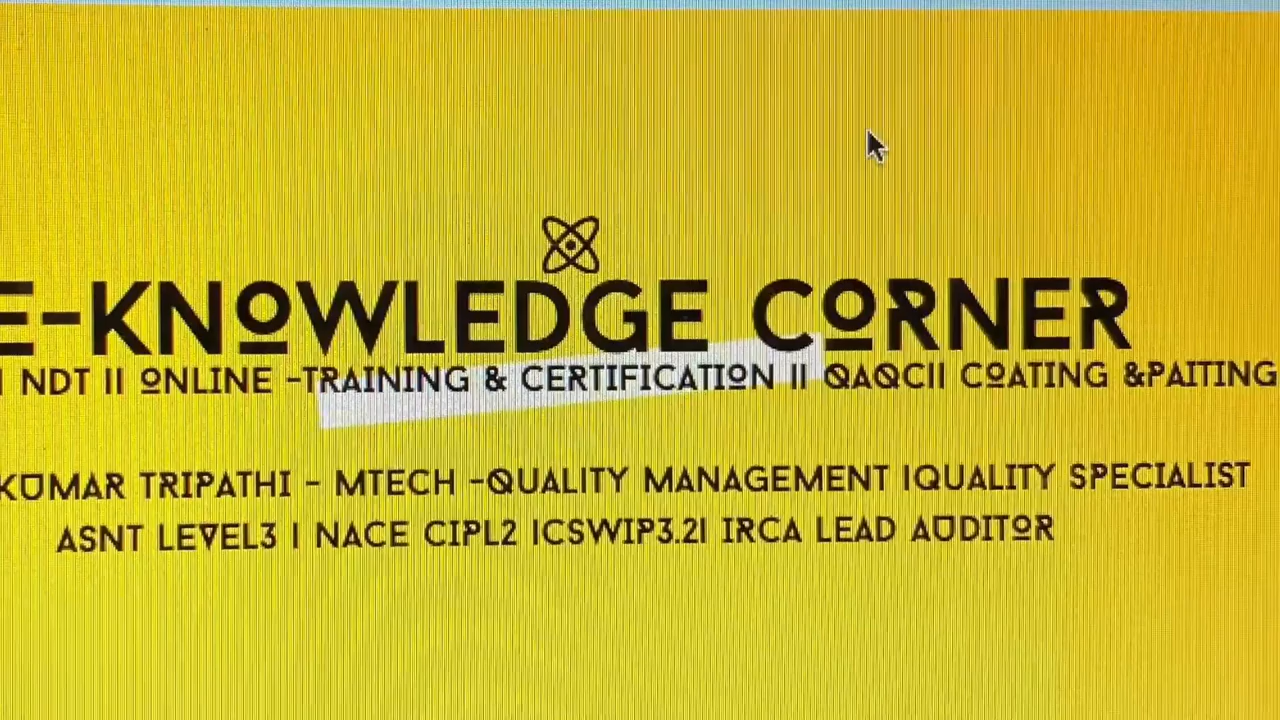 E-KNOWLEDGE CORNER
NDT II ONLINE -TRAINING & CERTIFICATION II QAQCII COATING &PAITING
KUMAR TRIPATHI - MTECH -QUALITY MANAGEMENT IQUALITY SPECIALIST
ASNT LEVEL3 I NACE CIPL2 ICSWIP3.2I IRCA LEAD AUDITOR